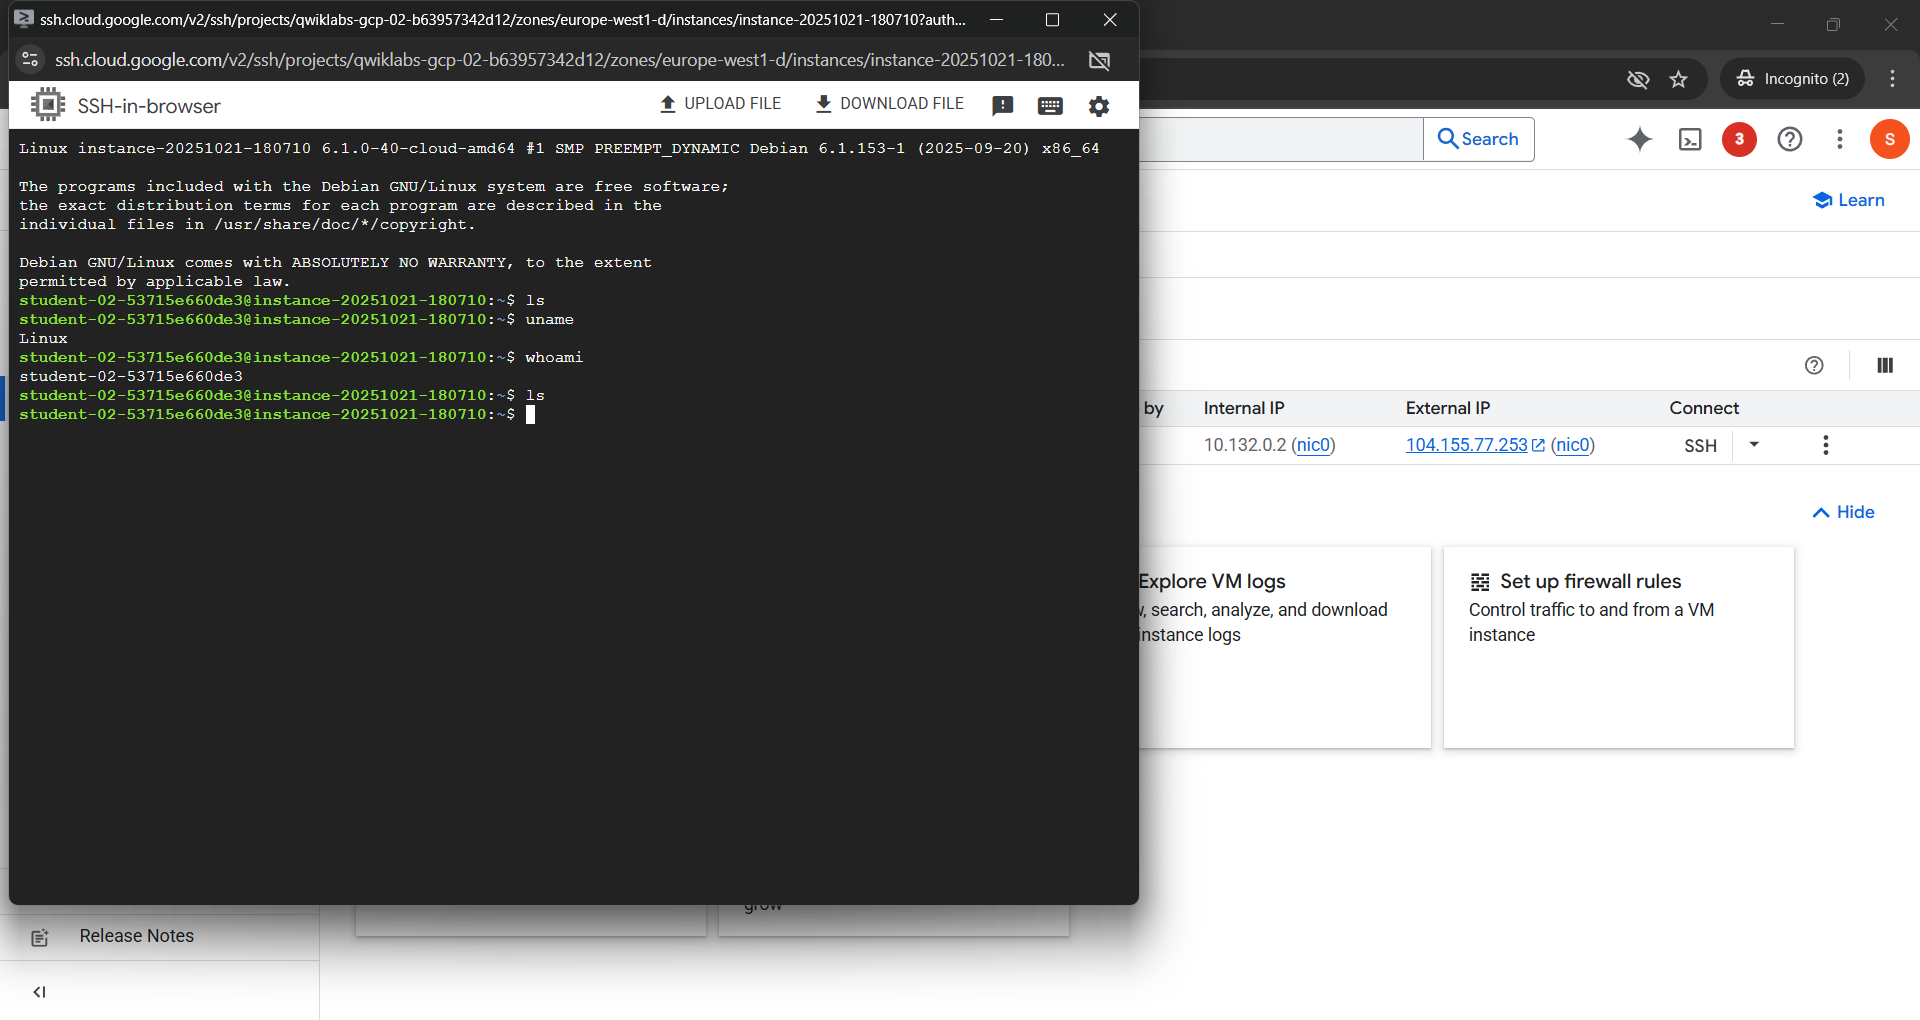 ssh.cloud.google.com/v2/ssh/projects/qwiklabs-gcp-02-b63957342d12/zones/europe-west1-d/instances/instance-20251021-180710?auth...
ssh.cloud.google.com/v2/ssh/projects/qwiklabs-gcp-02-b63957342d12/zones/europe-west1-d/instances/instance-20251021-180...
SSH-in-browser
UPLOAD FILE
DOWNLOAD FILE
Linux instance-20251021-180710 6.1.0-40-cloud-amd64 #1 SMP PREEMPT_DYNAMIC Debian 6.1.153-1 (2025-09-20) x86_64
The programs included with the Debian GNU/Linux system are free software;
the exact distribution terms for each program are described in the
individual files in /usr/share/doc/*/copyright.
Debian GNU/Linux comes with ABSOLUTELY NO WARRANTY, to the extent
permitted by applicable law.
student-02-53715e660de3@instance-20251021-180710:~$ ls
student-02-53715e660de3@instance-20251021-180710:~$ uname
Linux
student-02-53715e660de3@instance-20251021-180710:~$ whoami
student-02-53715e660de3
student-02-53715e660de3@instance-20251021-180710:~$ ls
student-02-53715e660de3@instance-20251021-180710:~$
Incognito (2)
Search
3
S
Learn
by
Internal IP
External IP
Connect
10.132.0.2 (nic0)
104.155.77.253 (nic0)
SSH
Hide
Explore VM logs
, search, analyze, and download
instance logs
Set up firewall rules
Control traffic to and from a VM
instance
grow
Release Notes